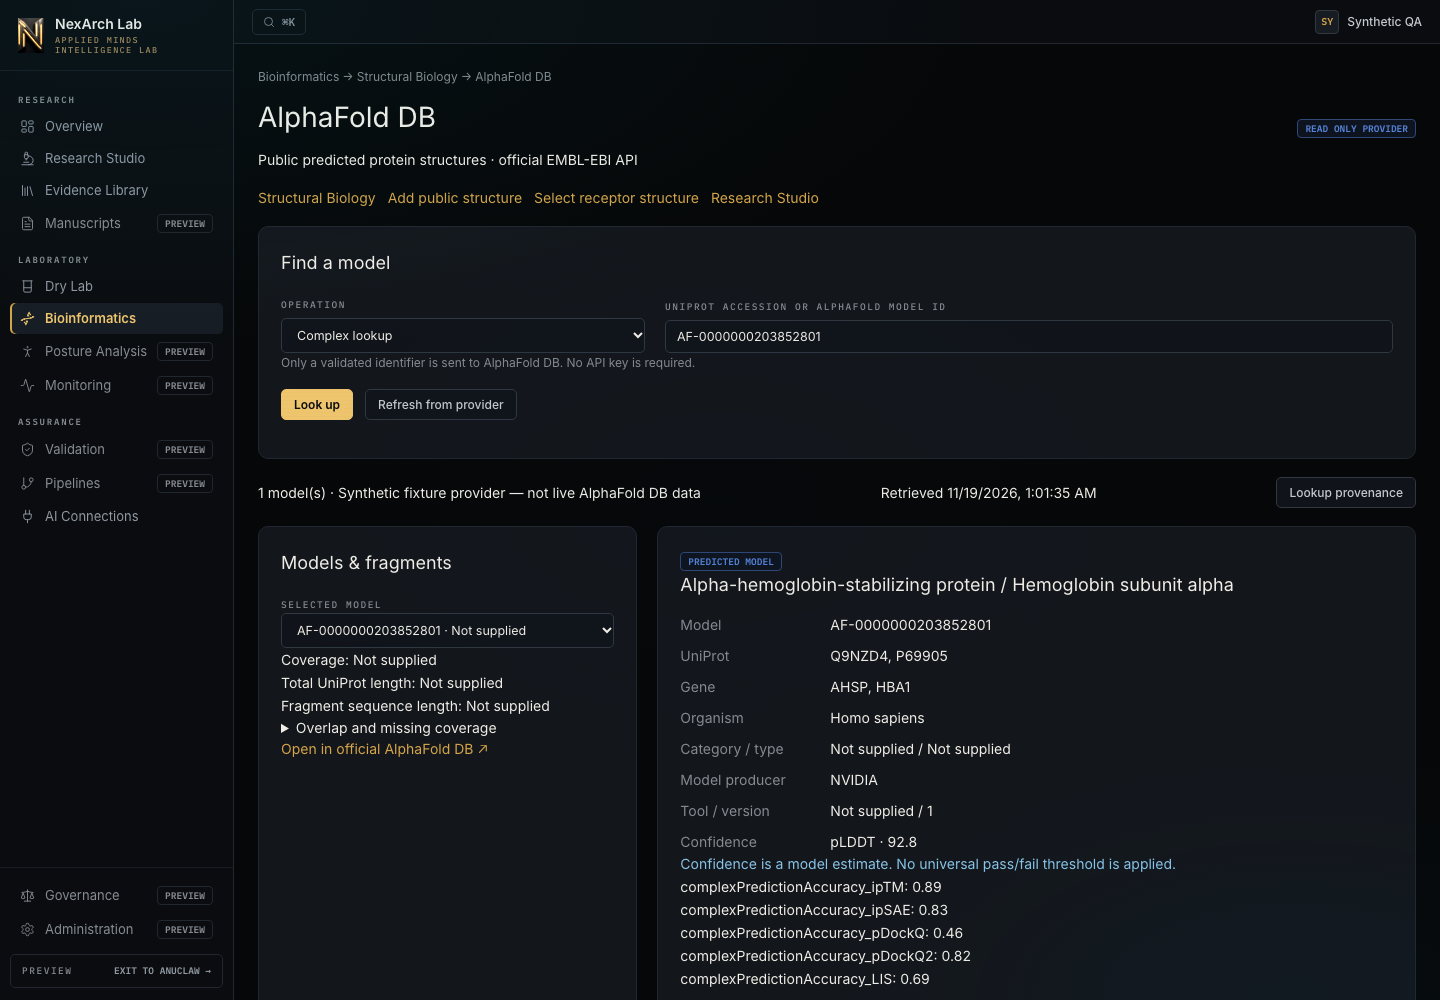 NexArch Lab
APPLIED MINDS
INTELLIGENCE LAB
⌘K
SY
Synthetic QA
RESEARCH
Overview
Research Studio
Evidence Library
Manuscripts PREVIEW
LABORATORY
Dry Lab
Bioinformatics
Posture Analysis PREVIEW
Monitoring PREVIEW
ASSURANCE
Validation PREVIEW
Pipelines PREVIEW
AI Connections
Governance PREVIEW
Administration PREVIEW
PREVIEW EXIT TO ANUCLAW →
Bioinformatics → Structural Biology → AlphaFold DB
AlphaFold DB
READ ONLY PROVIDER
Public predicted protein structures · official EMBL-EBI API
Structural Biology Add public structure Select receptor structure Research Studio
Find a model
OPERATION
Complex lookup
UNIPROT ACCESSION OR ALPHAFOLD MODEL ID
AF-0000000203852801
Only a validated identifier is sent to AlphaFold DB. No API key is required.
Look up Refresh from provider
1 model(s) · Synthetic fixture provider — not live AlphaFold DB data
Retrieved 11/19/2026, 1:01:35 AM
Lookup provenance
Models & fragments
SELECTED MODEL
AF-0000000203852801 · Not supplied
Coverage: Not supplied
Total UniProt length: Not supplied
Fragment sequence length: Not supplied
▶ Overlap and missing coverage
Open in official AlphaFold DB ↗
PREDICTED MODEL
Alpha-hemoglobin-stabilizing protein / Hemoglobin subunit alpha
Model AF-0000000203852801
UniProt Q9NZD4, P69905
Gene AHSP, HBA1
Organism Homo sapiens
Category / type Not supplied / Not supplied
Model producer NVIDIA
Tool / version Not supplied / 1
Confidence pLDDT · 92.8
Confidence is a model estimate. No universal pass/fail threshold is applied.
complexPredictionAccuracy_ipTM: 0.89
complexPredictionAccuracy_ipSAE: 0.83
complexPredictionAccuracy_pDockQ: 0.46
complexPredictionAccuracy_pDockQ2: 0.82
complexPredictionAccuracy_LIS: 0.69